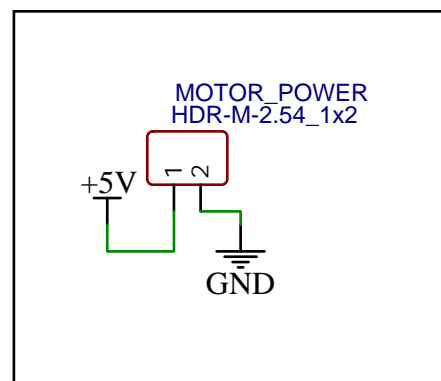 MOTOR_POWER
HDR-M-2.54_1x2
1
2
+5V
GND